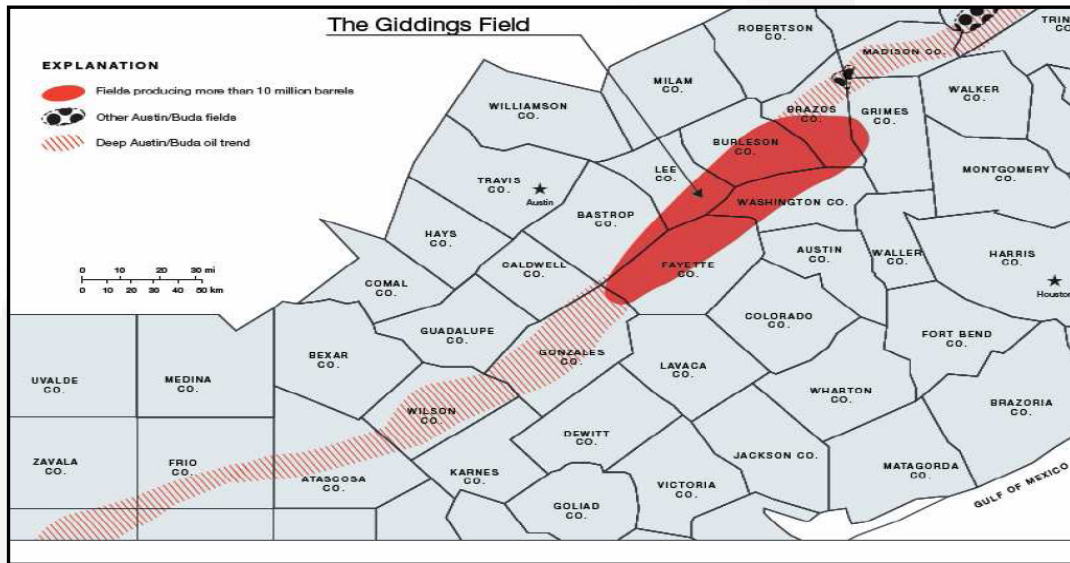 The Giddings Field
EXPLANATION
Fields producing more than 10 million barrels
Other Austin/Buda fields
Deep Austin/Buda oil trend
0 10 20 30 mi
0 10 20 30 40 50 km
ROBERTSON
CO.
TRIN
CO.
MADISON CO.
MILAM
CO.
WALKER
CO.
WILLIAMSON
CO.
BRAZOS
CO.
GRIMES
CO.
BURLESON
CO.
LEE
CO.
MONTGOMERY
CO.
TRAVIS
CO.
Austin
WASHINGTON CO.
BASTROP
CO.
HAYS
CO.
AUSTIN
CO.
WALLER
CO.
HARRIS
CO.
Houston
CALDWELL
CO.
FAYETTE
CO.
COMAL
CO.
COLORADO
CO.
GUADALUPE
CO.
FORT BEND
CO.
BEXAR
CO.
GONZALES
CO.
LAVACA
CO.
UVALDE
CO.
MEDINA
CO.
WHARTON
CO.
BRAZORIA
CO.
WILSON
CO.
DEWITT
CO.
JACKSON CO.
ZAVALA
CO.
FRIO
CO.
ATASCOSA
CO.
KARNES
CO.
VICTORIA
CO.
MATAGORDA
CO.
GOLIAD
CO.
GULF OF MEXICO